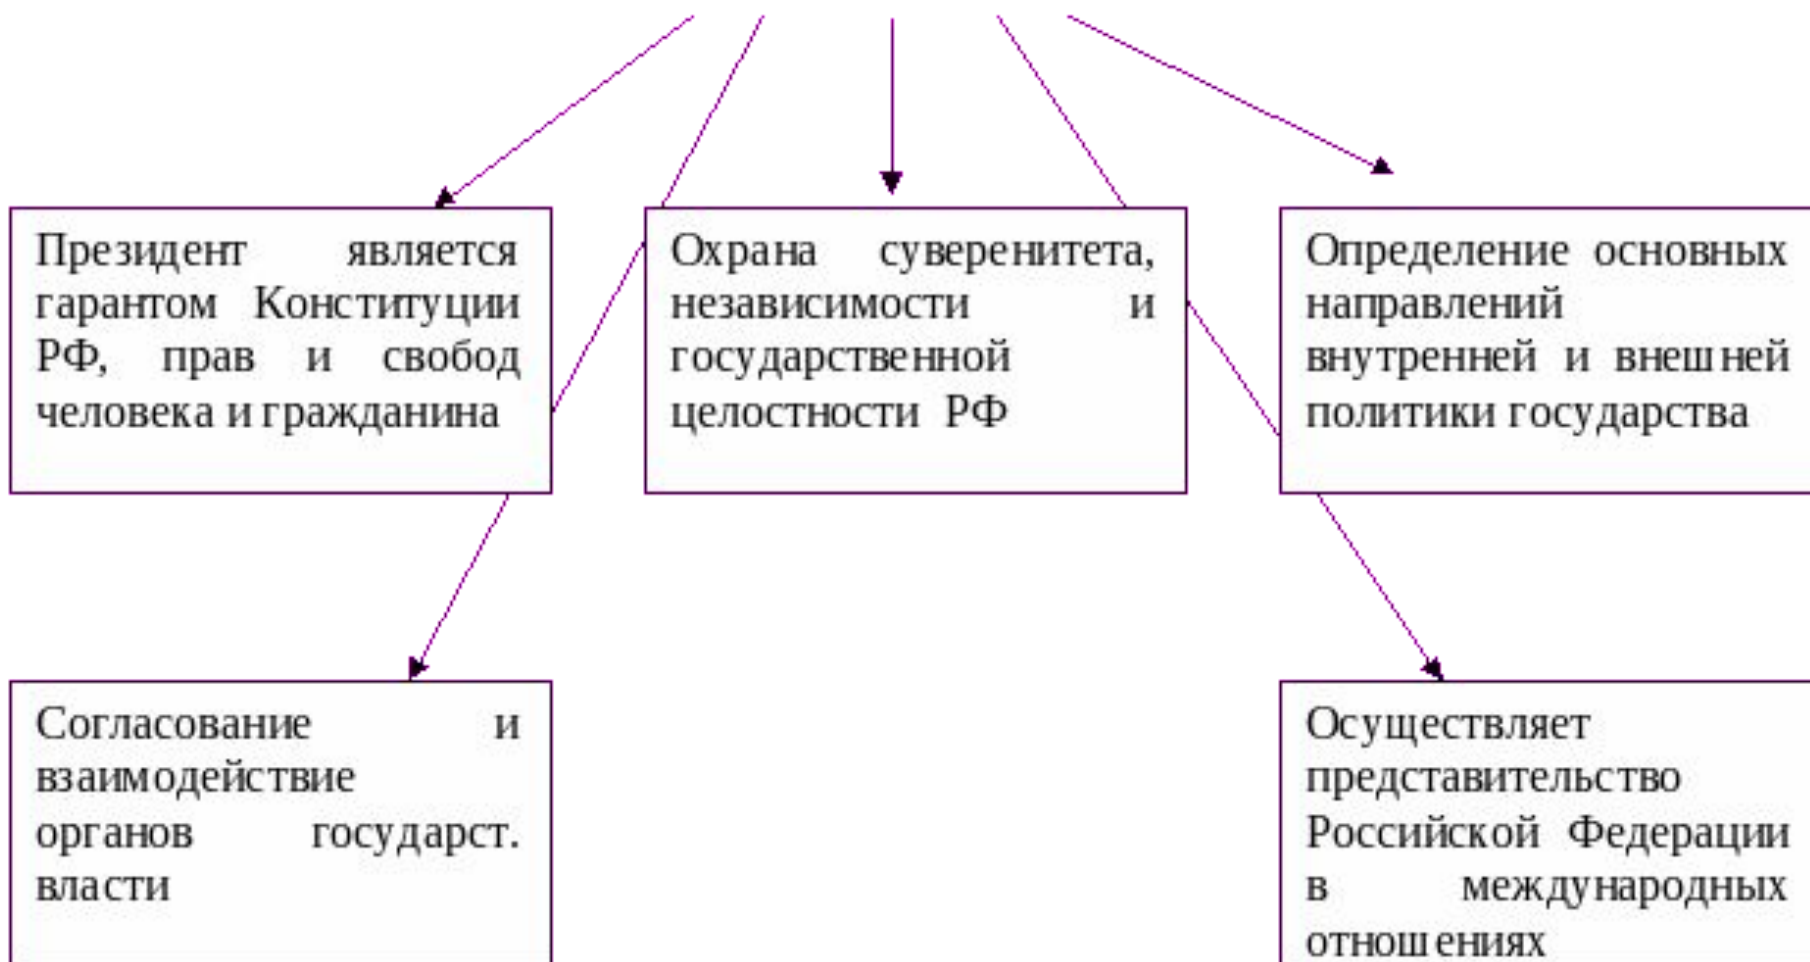 Президент является
гарантом Конституции
РФ, прав и свобод
человека и гражданина
Охрана суверенитета,
независимости и
государственной
целостности РФ
Определение основных
направлений
внутренней и внешней
политики государства
Согласование и
взаимодействие
органов государст.
власти
Осуществляет
представительство
Российской Федерации
в международных
отношениях